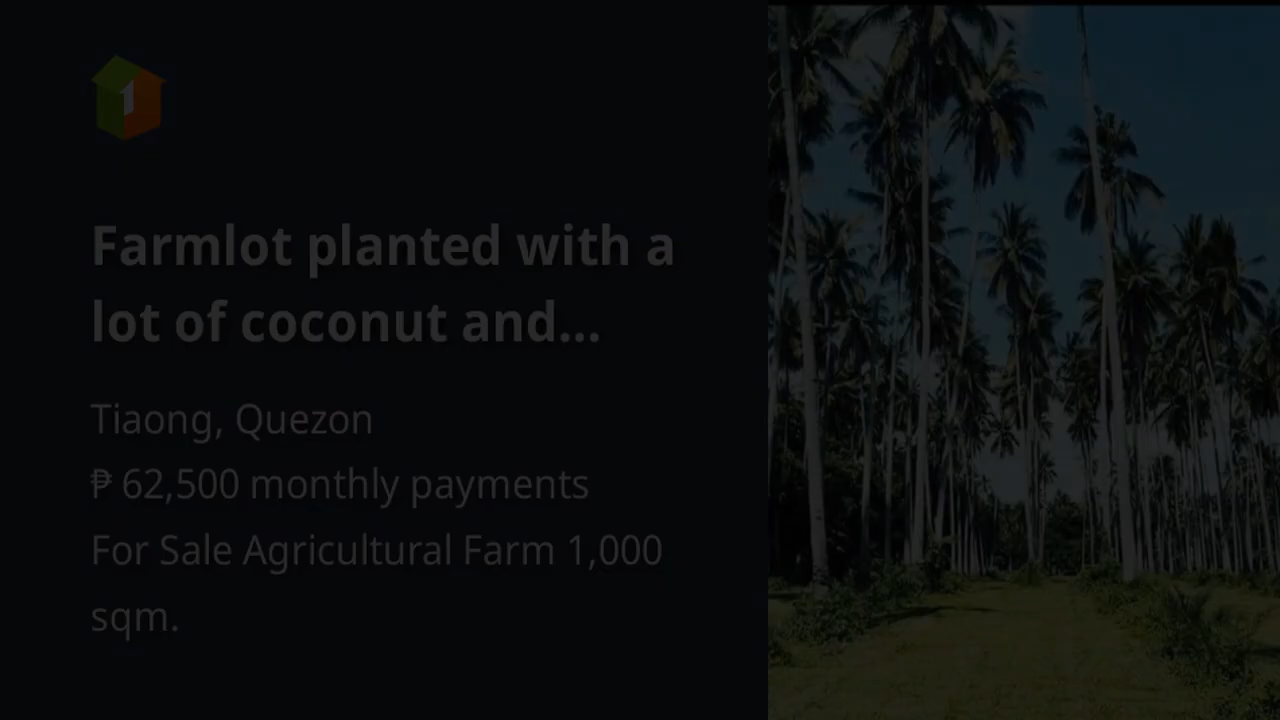 1
Farmlot planted with a
lot of coconut and...
Tiaong, Quezon
₱ 62,500 monthly payments
For Sale Agricultural Farm 1,000
sqm.